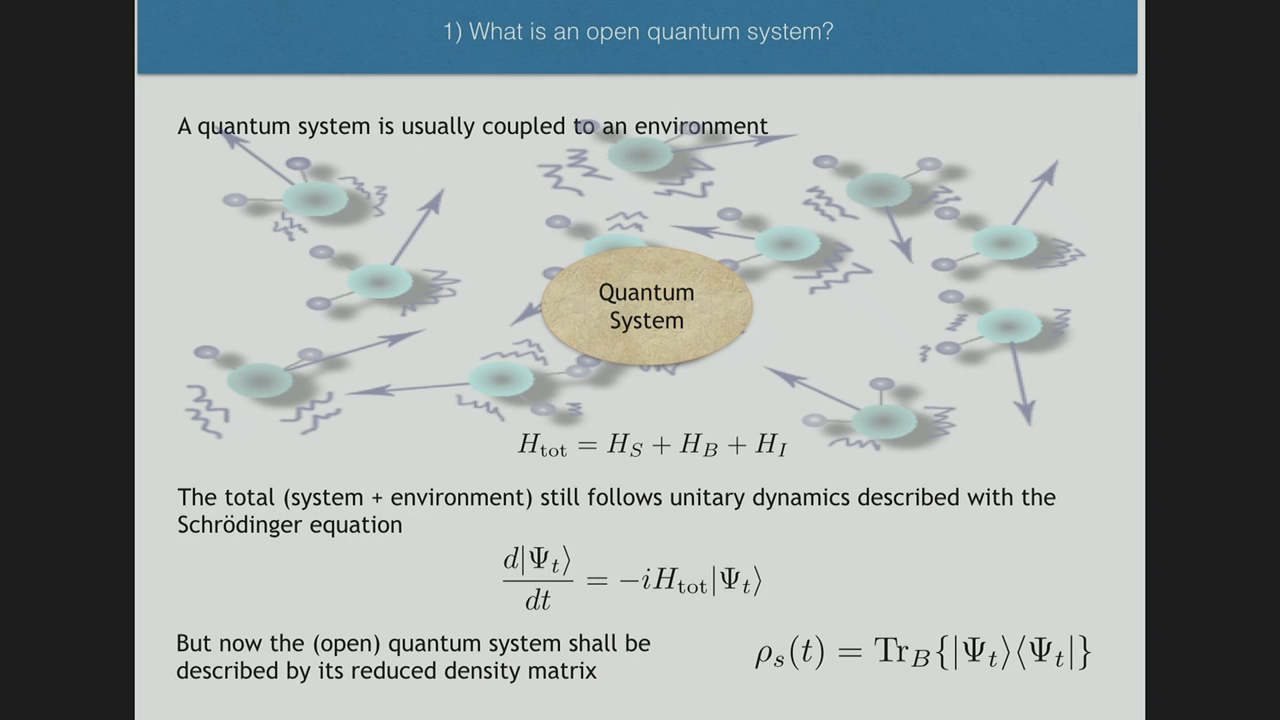 1) What is an open quantum system?
A quantum system is usually coupled to an environment
Quantum
System
H_tot = H_S + H_B + H_I
The total (system + environment) still follows unitary dynamics described with the
Schrödinger equation
d|Ψ_t⟩/dt = −iH_tot|Ψ_t⟩
But now the (open) quantum system shall be
described by its reduced density matrix
ρ_s(t) = Tr_B{|Ψ_t⟩⟨Ψ_t|}